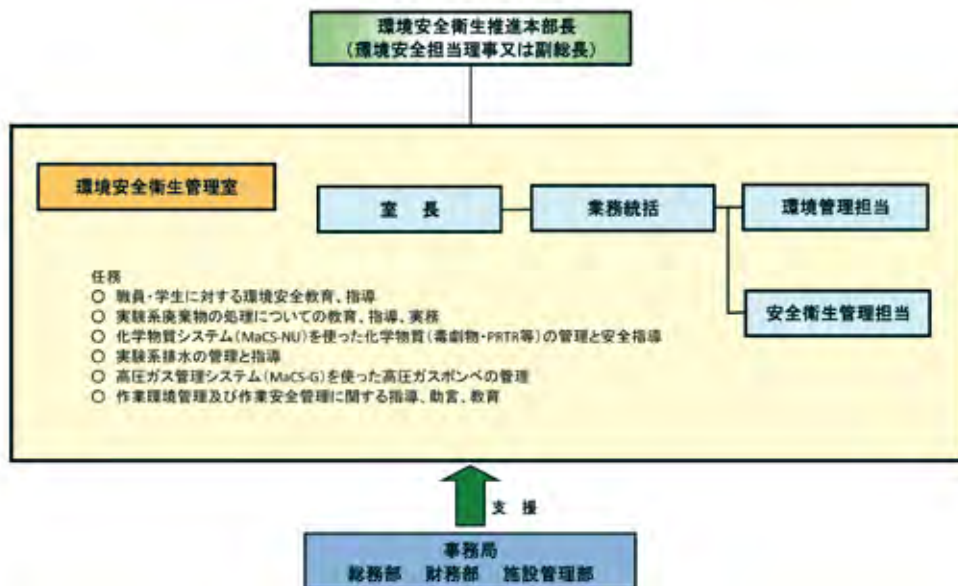 環境安全衛生推進本部長
(環境安全担当理事又は副総長)
環境安全衛生管理室
室 長
業務統括
環境管理担当
安全衛生管理担当
任務
○ 職員・学生に対する環境安全教育、指導
○ 実験系廃棄物の処理についての教育、指導、実務
○ 化学物質システム(MaCS-NU)を使った化学物質(毒劇物・PRTR等)の管理と安全指導
○ 実験系排水の管理と指導
○ 高圧ガス管理システム(MaCS-G)を使った高圧ガスボンベの管理
○ 作業環境管理及び作業安全管理に関する指導、助言、教育
支 援
事務局
総務部 財務部 施設管理部